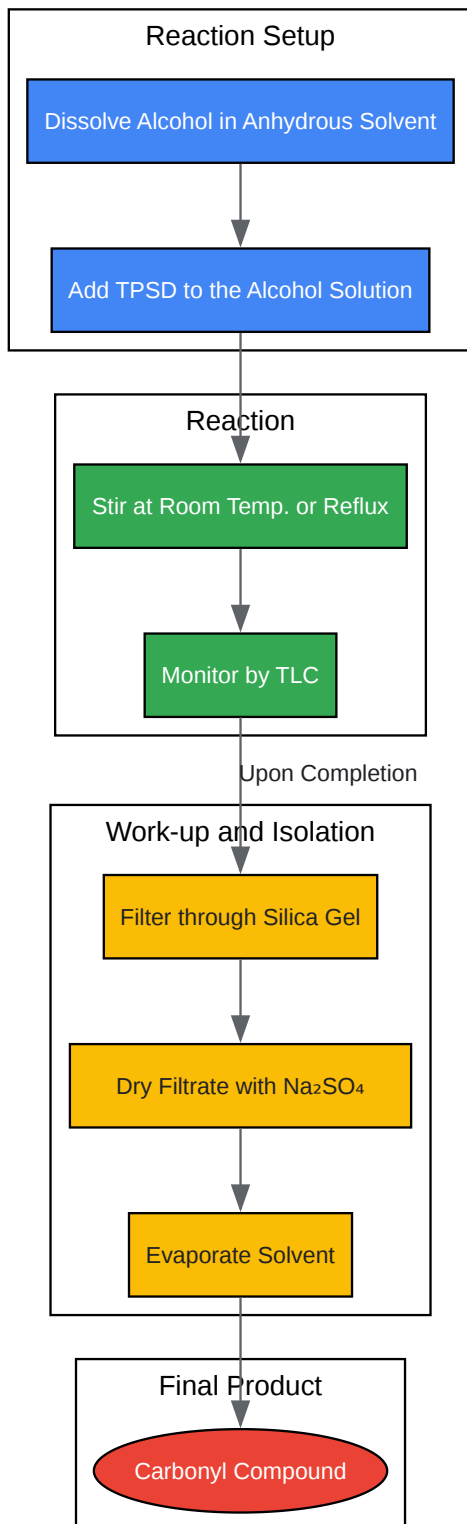 Reaction Setup
Dissolve Alcohol in Anhydrous Solvent
Add TPSD to the Alcohol Solution
Reaction
Stir at Room Temp. or Reflux
Monitor by TLC
Upon Completion
Work-up and Isolation
Filter through Silica Gel
Dry Filtrate with Na₂SO₄
Evaporate Solvent
Final Product
Carbonyl Compound